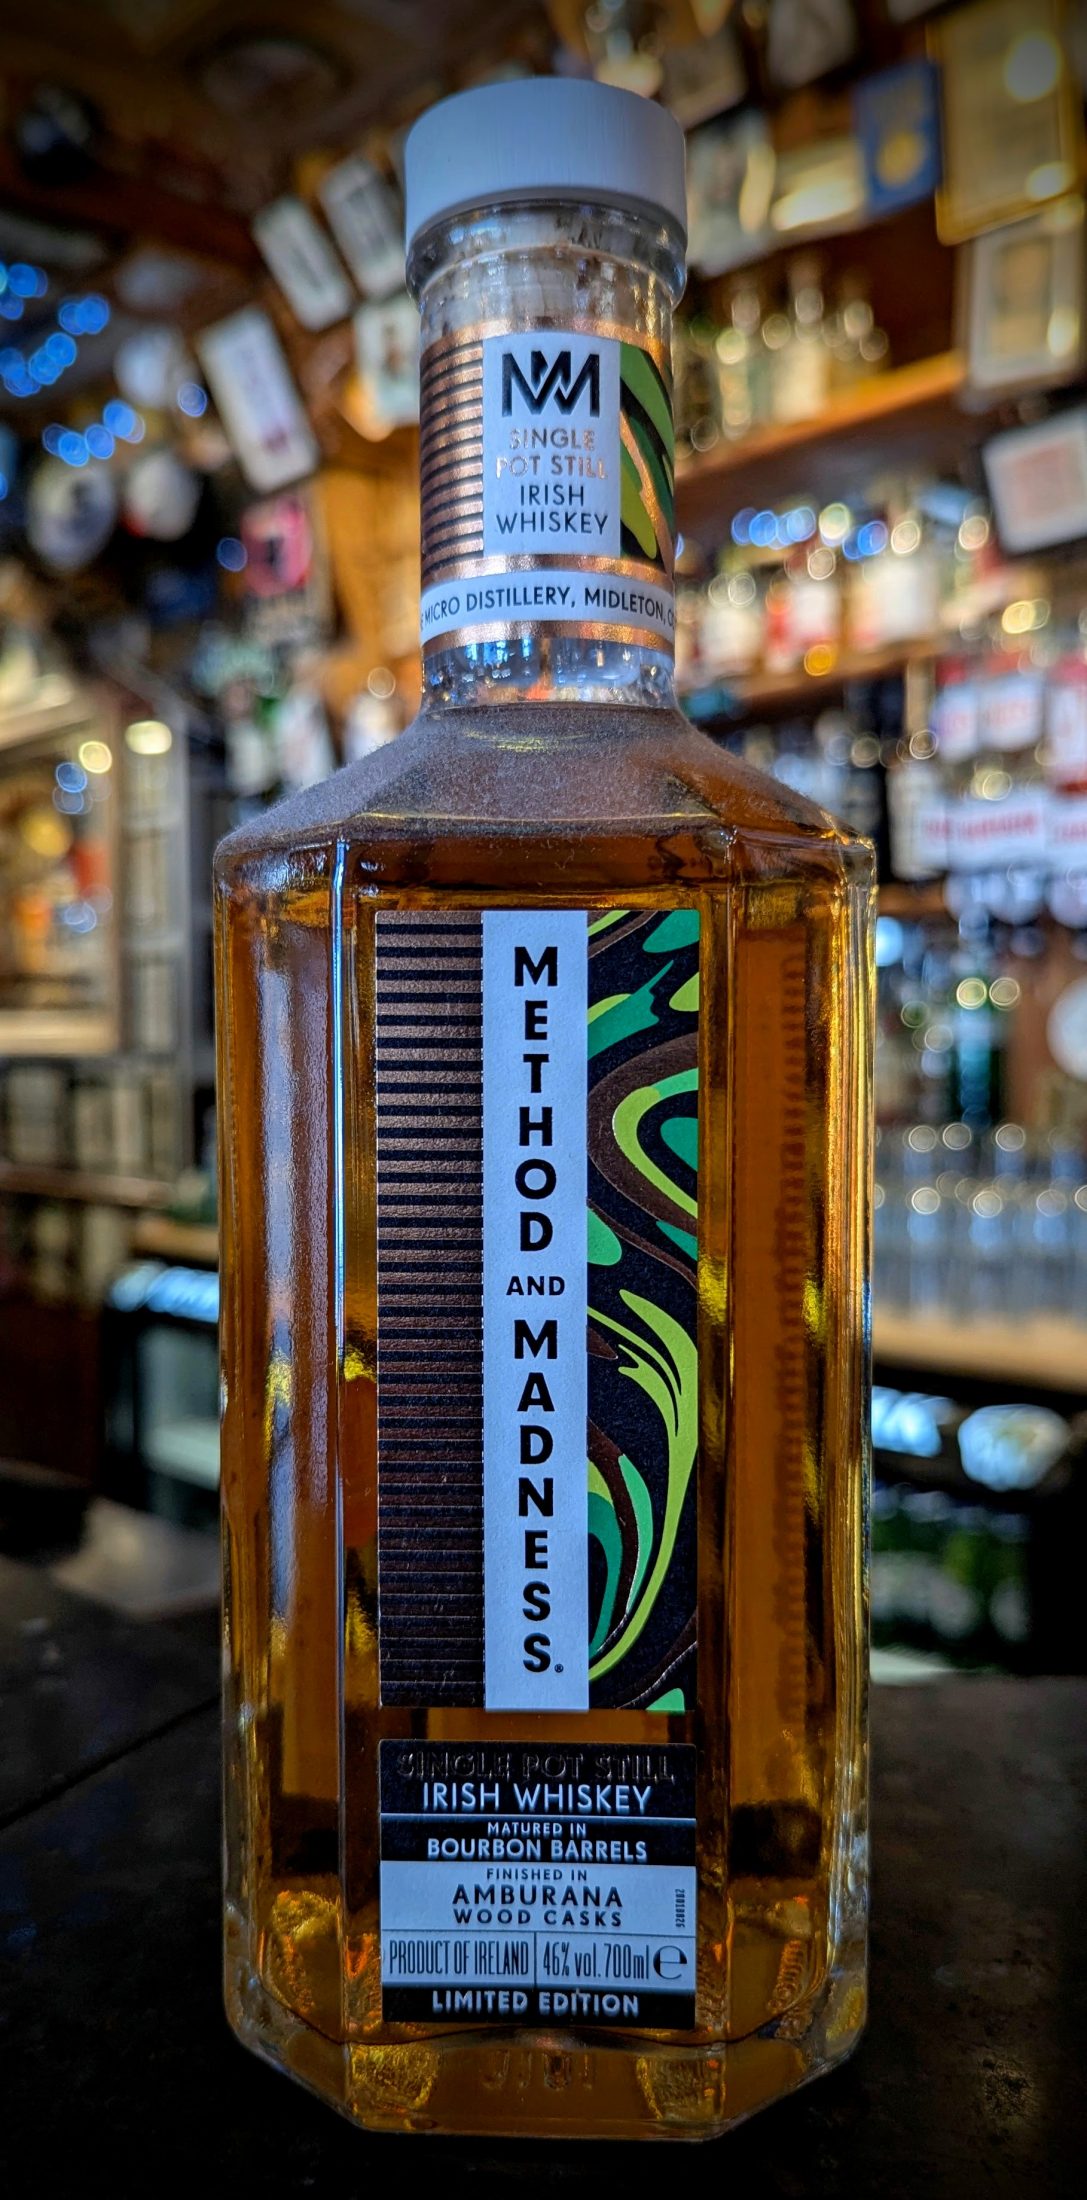 MM
SINGLE
POT STILL
IRISH
WHISKEY
MICRO DISTILLERY, MIDLETON,
METHOD
AND
MADNESS®
SINGLE POT STILL
IRISH WHISKEY
MATURED IN
BOURBON BARRELS
FINISHED IN
AMBURANA
WOOD CASKS
PRODUCT OF IRELAND
46% vol. 700ml ℮
LIMITED EDITION